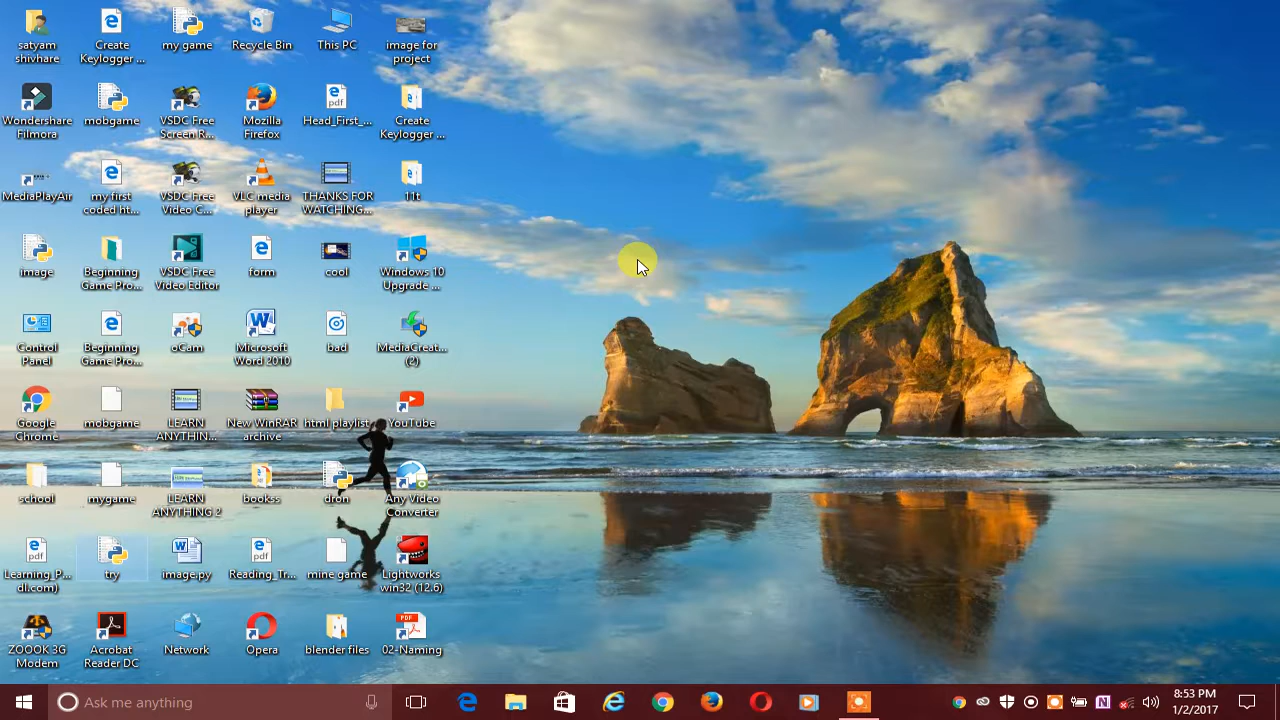 satyam
shivhare
Create
Keylogger ...
my game
Recycle Bin
This PC
image for
project
Wondershare
Filmora
mobgame
VSDC Free
Screen R...
Mozilla
Firefox
pdf
Head_First_...
Create
Keylogger ...
MediaPlayAir
my first
coded ht...
VSDC Free
Video C...
VLC media
player
THANKS FOR
WATCHING...
11t
image
Beginning
Game Pro...
VSDC Free
Video Editor
form
cool
Windows 10
Upgrade ...
Control
Panel
Beginning
Game Pro...
oCam
Microsoft
Word 2010
bad
MediaCreat...
(2)
Google
Chrome
mobgame
LEARN
ANYTHIN...
New WinRAR
archive
html playlist
YouTube
school
mygame
LEARN
ANYTHING 2
bookss
dron
Any Video
Converter
pdf
Learning_P...
dl.com)
try
image.py
pdf
Reading_Tr...
mine game
Lightworks
win32 (12.6)
ZOOOK 3G
Modem
Acrobat
Reader DC
Network
Opera
blender files
PDF
02-Naming
Ask me anything
8:53 PM
1/2/2017